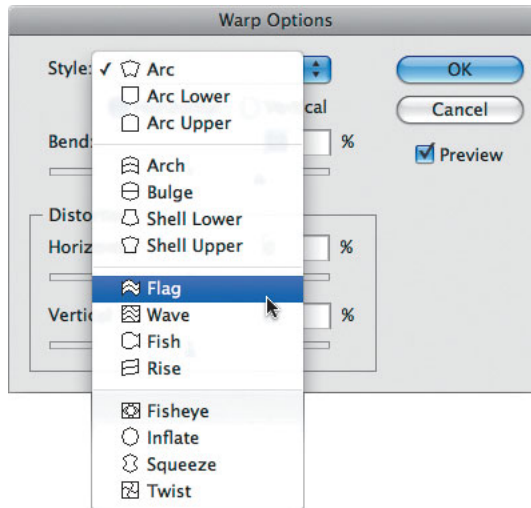 Warp Options
Style: ✓ Arc
Arc Lower
Arc Upper
Arch
Bulge
Shell Lower
Shell Upper
Flag
Wave
Fish
Rise
Fisheye
Inflate
Squeeze
Twist
Bend: %
%
%
OK
Cancel
Preview